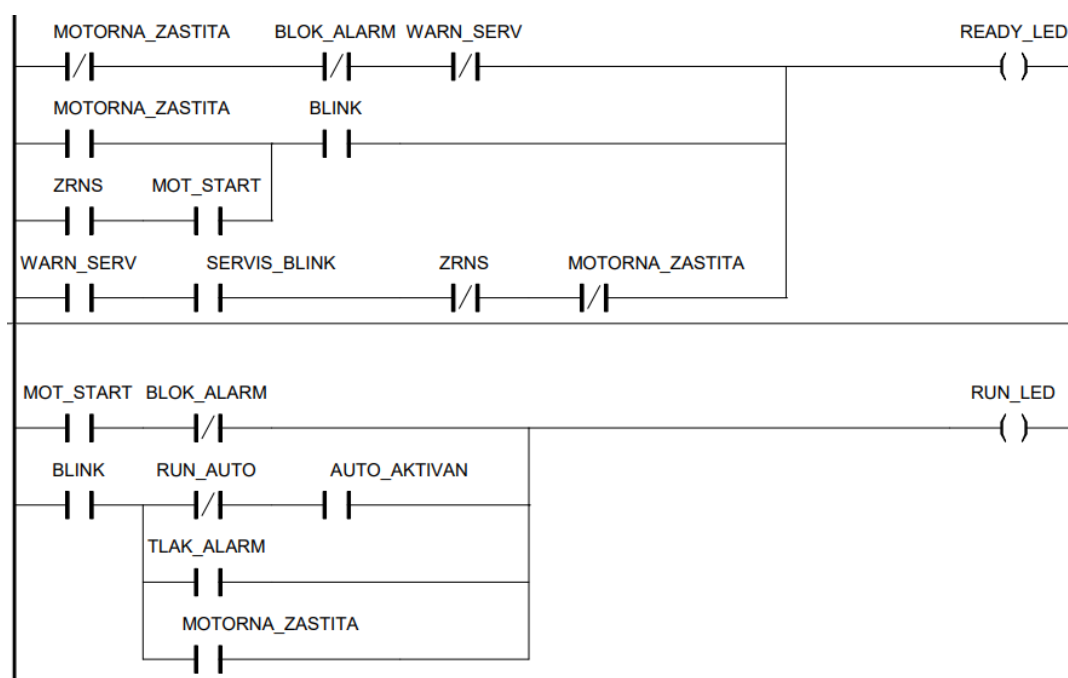 MOTORNA_ZASTITA BLOK_ALARM WARN_SERV READY_LED
MOTORNA_ZASTITA BLINK
ZRNS MOT_START
WARN_SERV SERVIS_BLINK ZRNS MOTORNA_ZASTITA
MOT_START BLOK_ALARM RUN_LED
BLINK RUN_AUTO AUTO_AKTIVAN
TLAK_ALARM
MOTORNA_ZASTITA